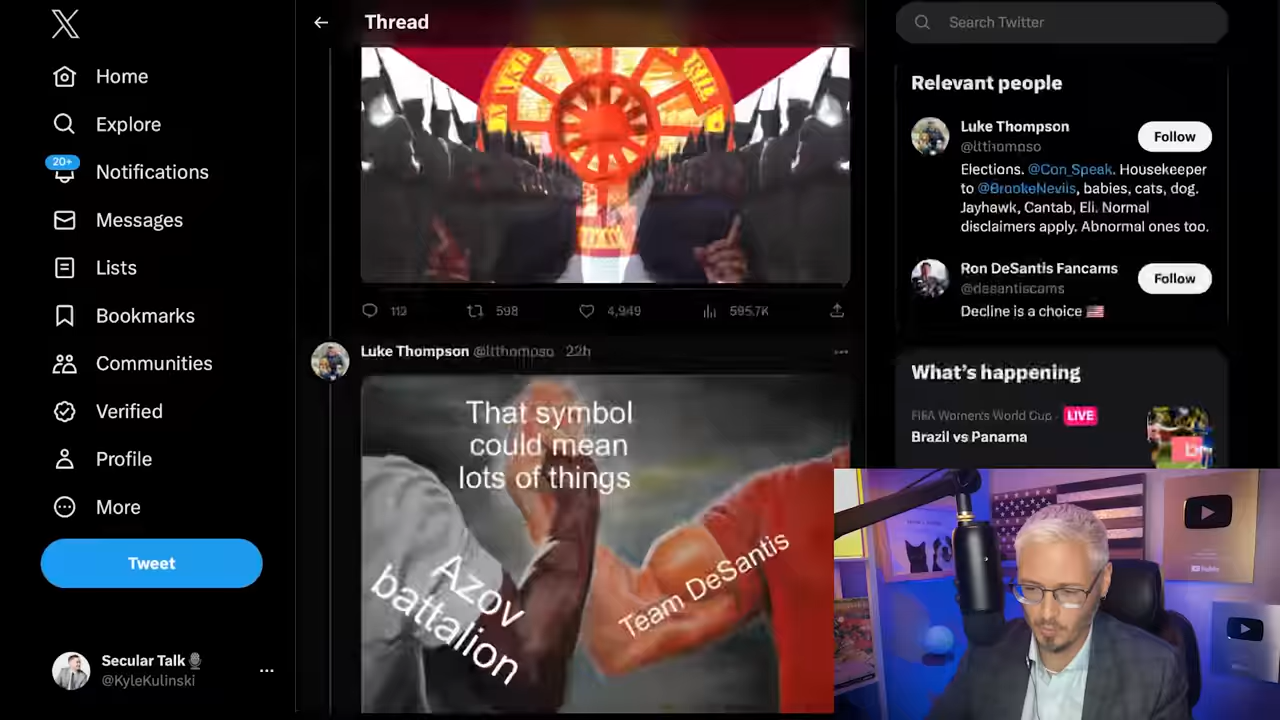 Home
Explore
20+
Notifications
Messages
Lists
Bookmarks
Communities
Verified
Profile
More
Tweet
Secular Talk
@KyleKulinski
Thread
112
598
4,949
595.7K
Luke Thompson @ltthompso 22h
That symbol
could mean
lots of things
Azov
battalion
Team DeSantis
Search Twitter
Relevant people
Luke Thompson
@ltthompso
Follow
Elections. @Con_Speak. Housekeeper
to @BrookeNevils, babies, cats, dog.
Jayhawk, Cantab, Eli. Normal
disclaimers apply. Abnormal ones too.
Ron DeSantis Fancams
@desantiscams
Follow
Decline is a choice
What's happening
FIFA Women's World Cup · LIVE
Brazil vs Panama